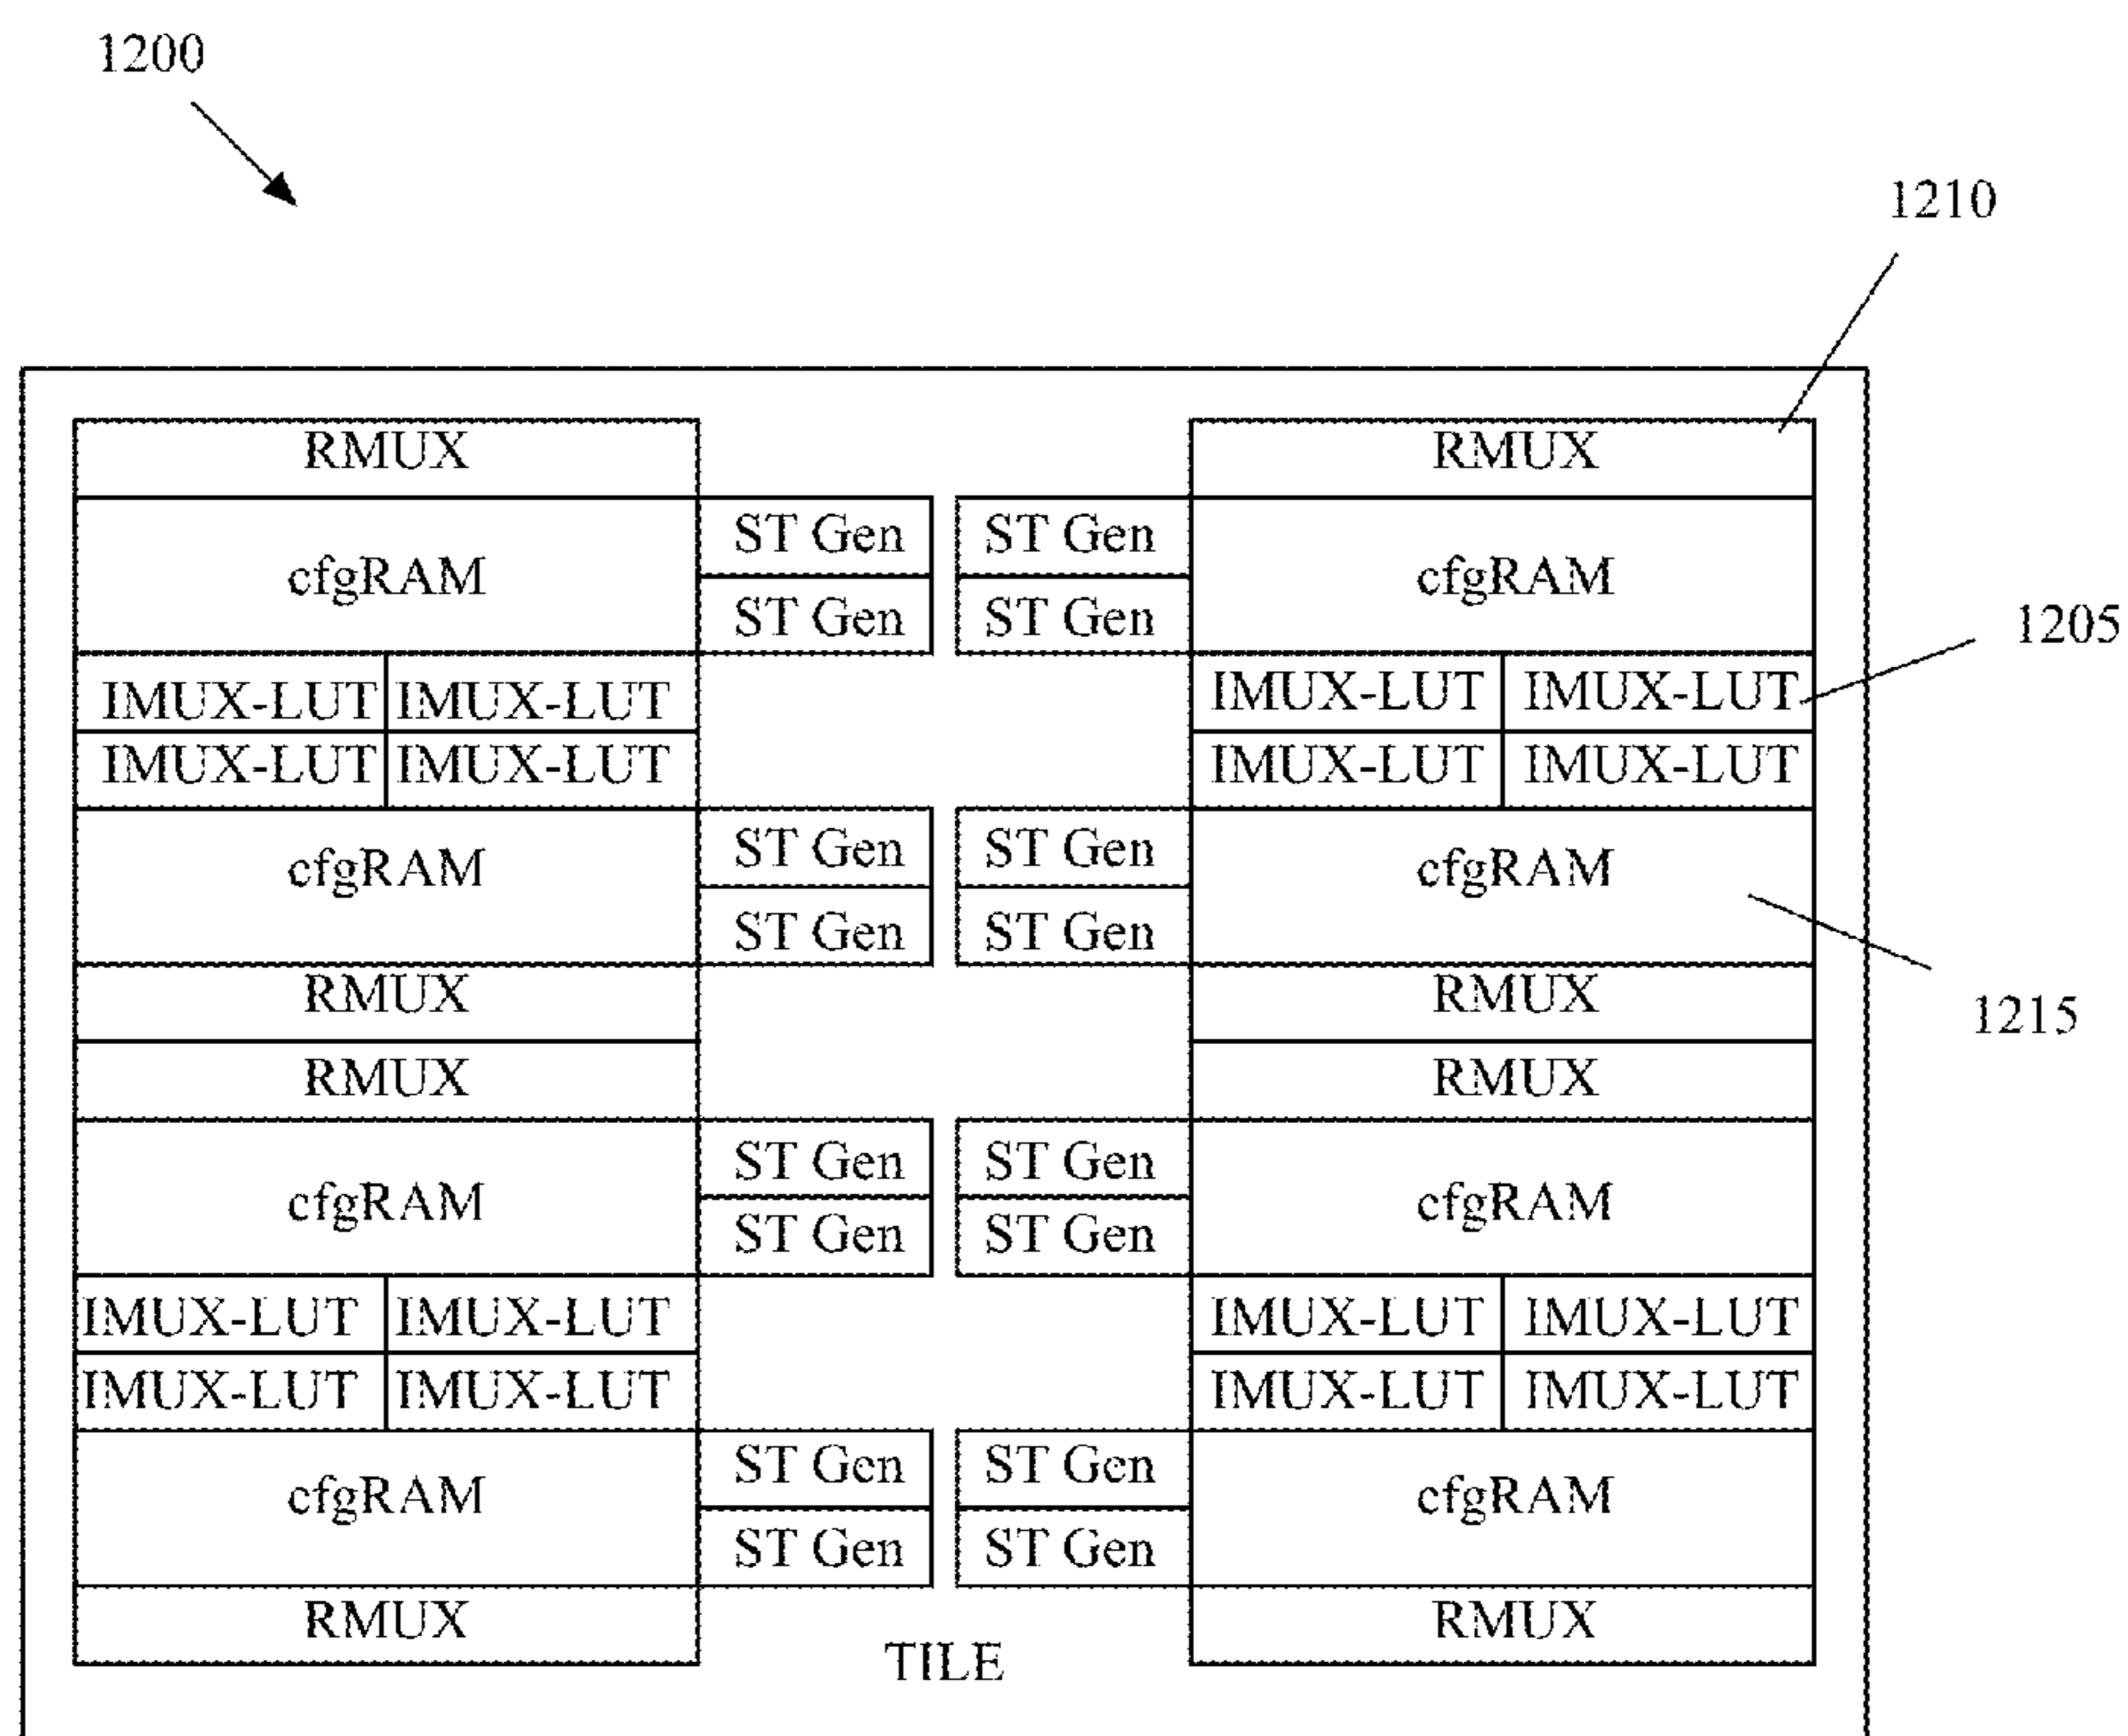 1200
1210
RMUX RMUX
cfgRAM ST Gen ST Gen cfgRAM
ST Gen ST Gen
1205
IMUX-LUT IMUX-LUT IMUX-LUT IMUX-LUT
IMUX-LUT IMUX-LUT IMUX-LUT IMUX-LUT
cfgRAM ST Gen ST Gen cfgRAM
ST Gen ST Gen
RMUX RMUX
1215
RMUX RMUX
cfgRAM ST Gen ST Gen cfgRAM
ST Gen ST Gen
IMUX-LUT IMUX-LUT IMUX-LUT IMUX-LUT
IMUX-LUT IMUX-LUT IMUX-LUT IMUX-LUT
cfgRAM ST Gen ST Gen cfgRAM
ST Gen ST Gen
RMUX RMUX
TILE